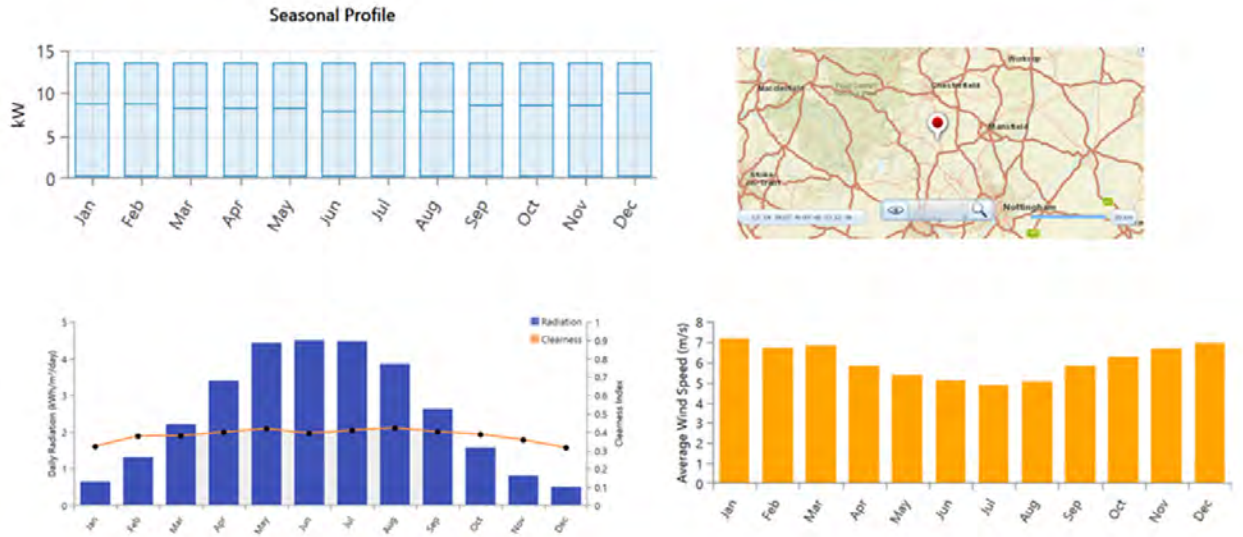 Seasonal Profile
15
10
5
0
kW
Jan
Feb
Mar
Apr
May
Jun
Jul
Aug
Sep
Oct
Nov
Dec
Worksop
Chesterfield
Mansfield
Nottingham
Radiation
Clearness
Daily Radiation (kWh/m²/day)
5
4
3
2
1
0
1
0.9
0.8
0.7
0.6
0.5
0.4
0.3
0.2
0.1
0
Clearness Index
Jan
Feb
Mar
Apr
May
Jun
Jul
Aug
Sep
Oct
Nov
Dec
Average Wind Speed (m/s)
8
7
6
5
4
3
2
1
0
Jan
Feb
Mar
Apr
May
Jun
Jul
Aug
Sep
Oct
Nov
Dec